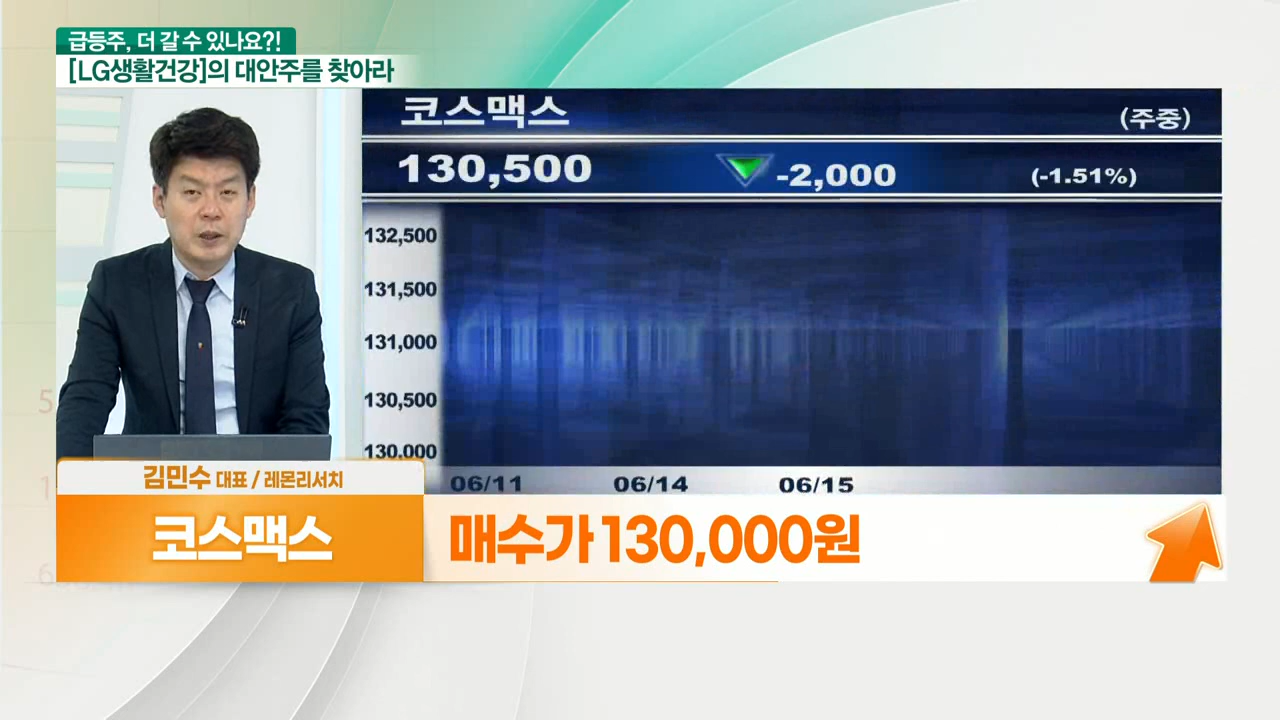 급등주, 더 갈 수 있나요?!
[LG생활건강]의 대안주를 찾아라
코스맥스
(주중)
130,500
-2,000
(-1.51%)
132,500
131,500
131,000
130,500
130,000
06/11
06/14
06/15
김민수 대표 / 레몬리서치
코스맥스
매수가 130,000원